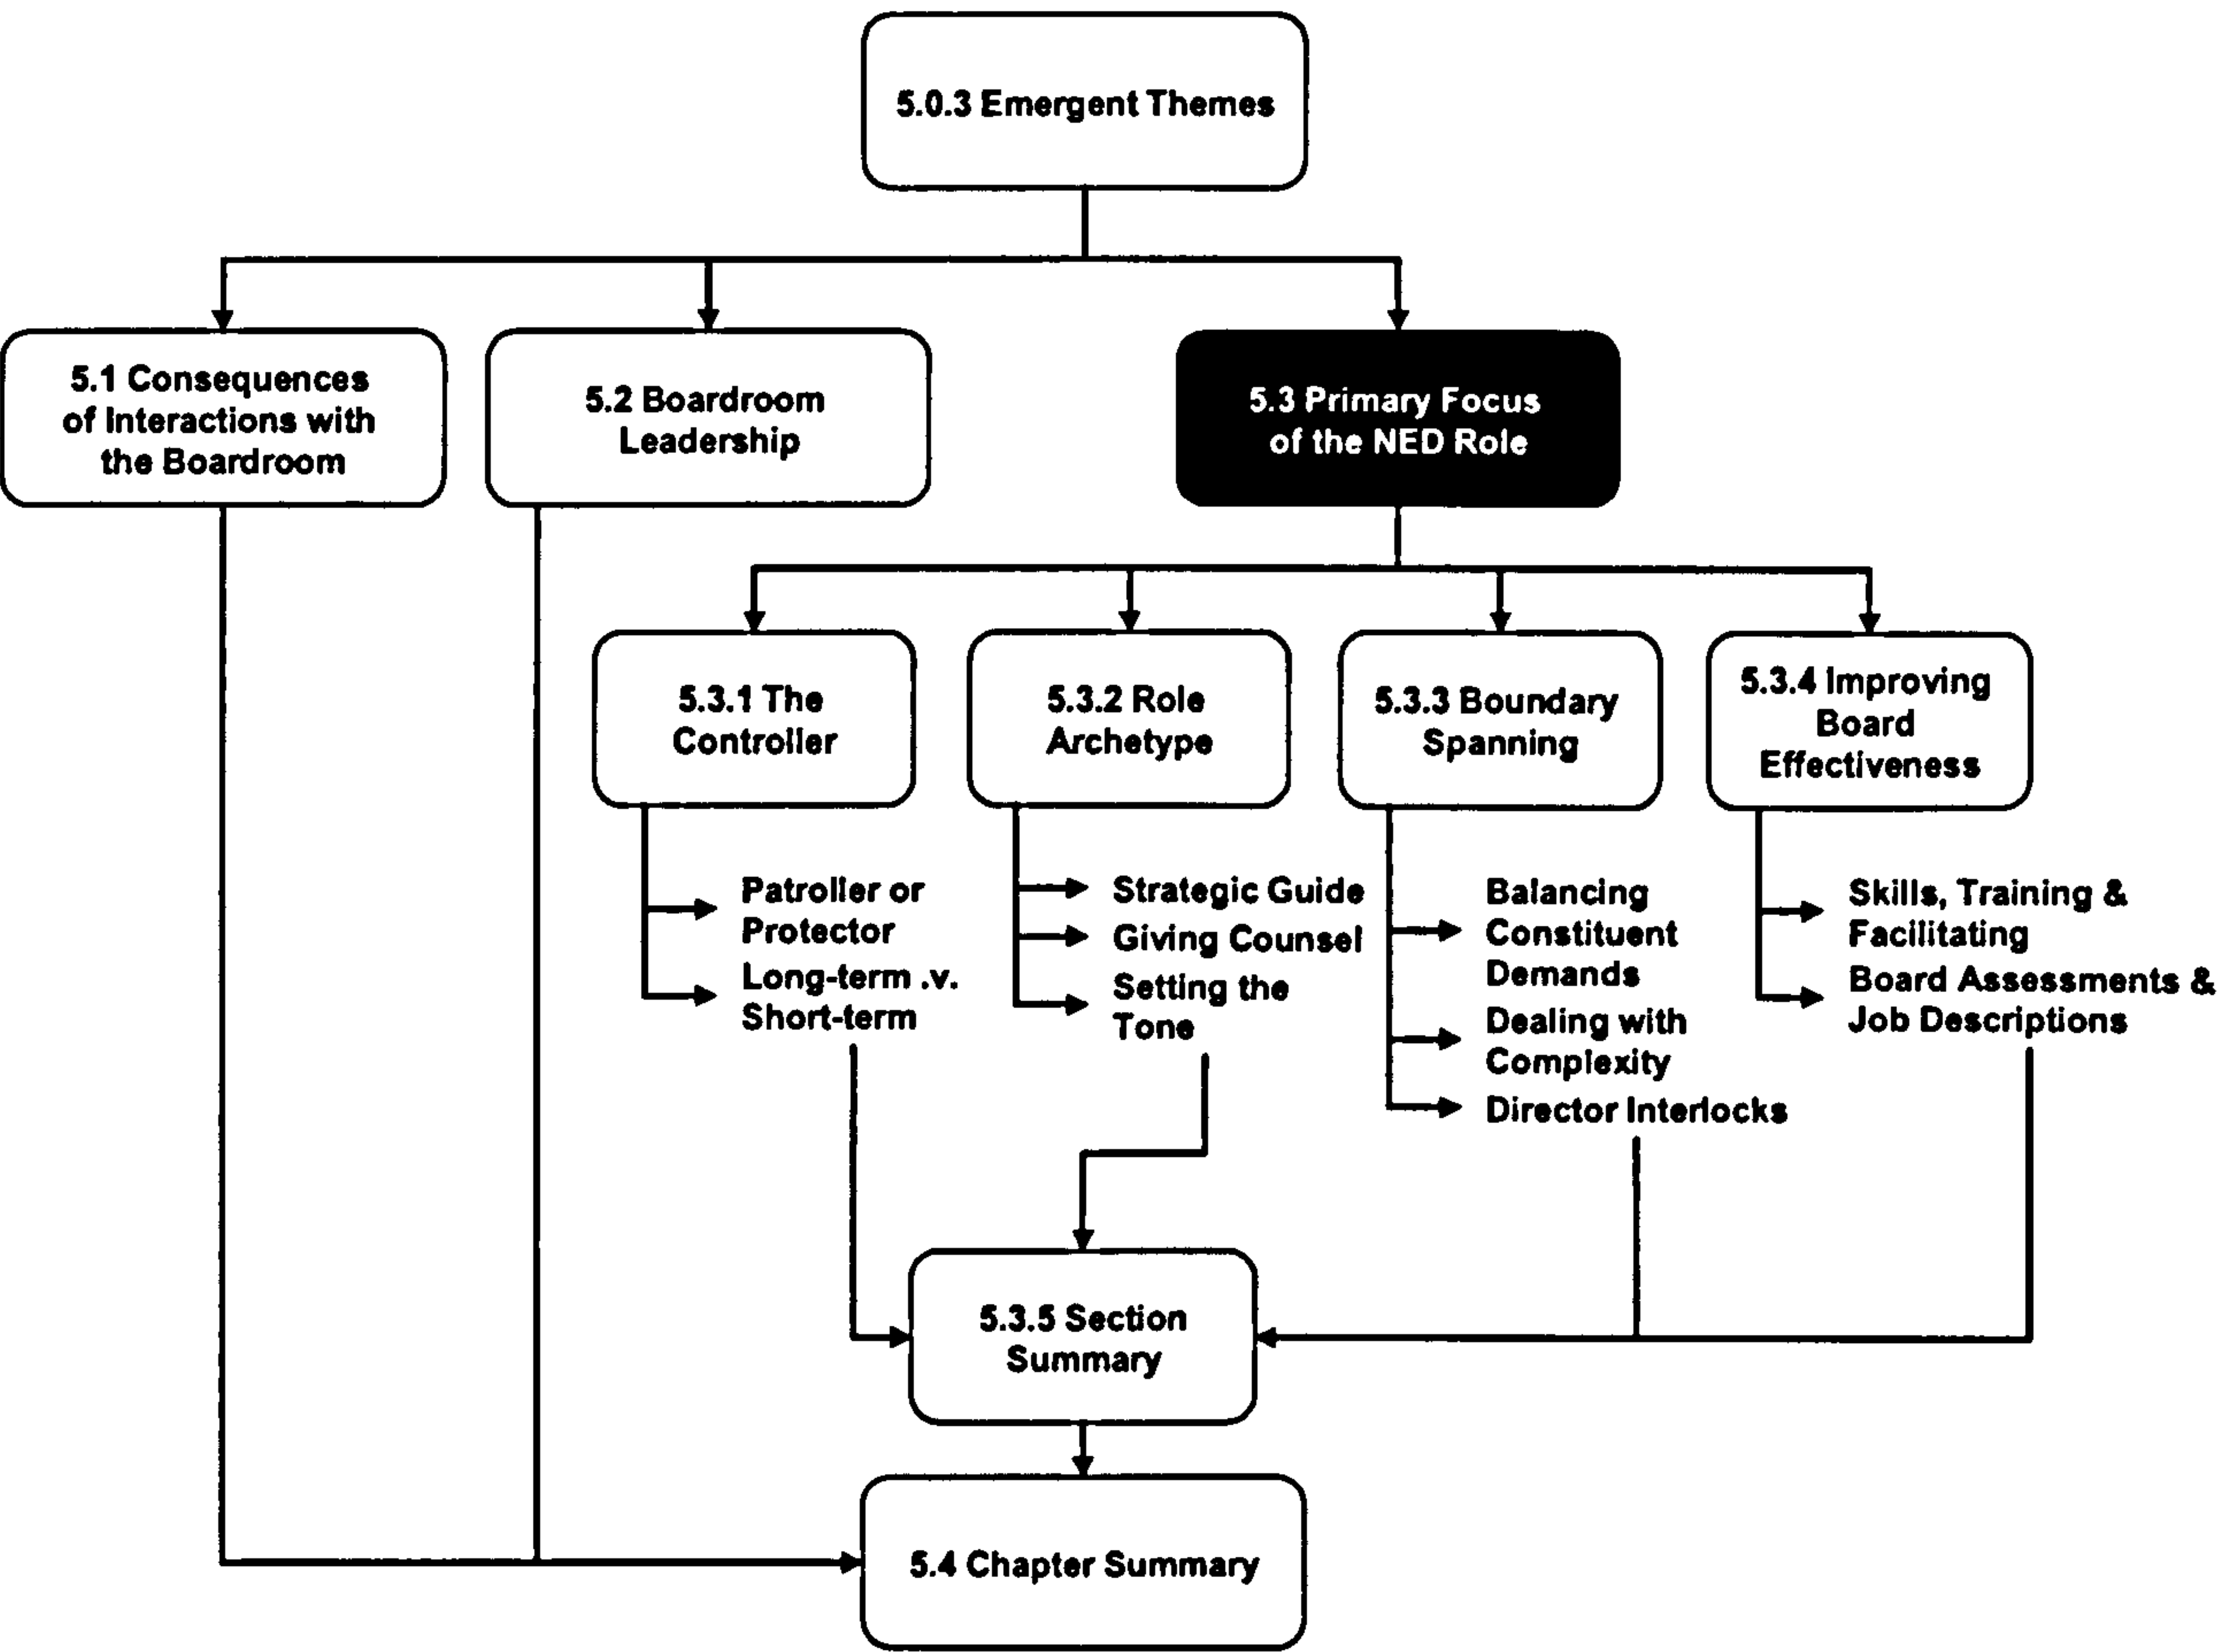 5.0.3 Emergent Themes
5.1 Consequences
of Interactions with
the Boardroom
5.2 Boardroom
Leadership
5.3 Primary Focus
of the NED Role
5.3.1 The
Controller
5.3.2 Role
Archetype
5.3.3 Boundary
Spanning
5.3.4 Improving
Board
Effectiveness
Patroller or
Protector
Long-term .v.
Short-term
Strategic Guide
Giving Counsel
Setting the
Tone
Balancing
Constituent
Demands
Dealing with
Complexity
Director Interlocks
Skills, Training &
Facilitating
Board Assessments &
Job Descriptions
5.3.5 Section
Summary
5.4 Chapter Summary